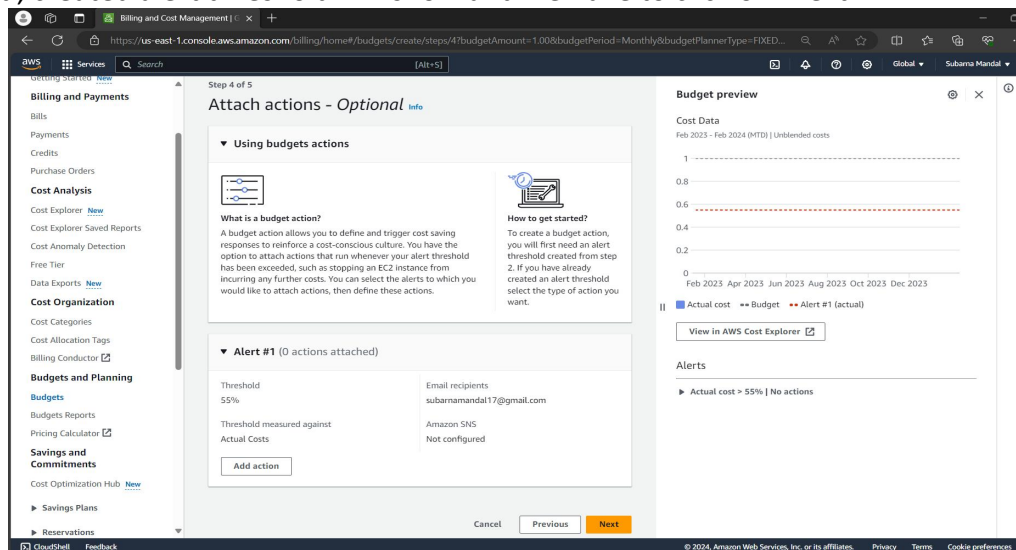 Billing and Cost Management | G
https://us-east-1.console.aws.amazon.com/billing/home#/budgets/create/steps/4?budgetAmount=1.00&budgetPeriod=Monthly&budgetPlannerType=FIXED...
aws Services Search [Alt+S] Global Subarna Mandal
Getting Started New
Billing and Payments
Bills
Payments
Credits
Purchase Orders
Cost Analysis
Cost Explorer New
Cost Explorer Saved Reports
Cost Anomaly Detection
Free Tier
Data Exports New
Cost Organization
Cost Categories
Cost Allocation Tags
Billing Conductor
Budgets and Planning
Budgets
Budgets Reports
Pricing Calculator
Savings and
Commitments
Cost Optimization Hub New
Savings Plans
Reservations
Step 4 of 5
Attach actions - Optional Info
Using budgets actions
What is a budget action?
A budget action allows you to define and trigger cost saving
responses to reinforce a cost-conscious culture. You have the
option to attach actions that run whenever your alert threshold
has been exceeded, such as stopping an EC2 instance from
incurring any further costs. You can select the alerts to which you
would like to attach actions, then define these actions.
How to get started?
To create a budget action,
you will first need an alert
threshold created from step
2. If you have already
created an alert threshold
select the type of action you
want.
Alert #1 (0 actions attached)
Threshold
55%
Email recipients
subarnamandal17@gmail.com
Threshold measured against
Actual Costs
Amazon SNS
Not configured
Add action
Cancel Previous Next
Budget preview
Cost Data
Feb 2023 - Feb 2024 (MTD) | Unblended costs
1
0.8
0.6
0.4
0.2
0
Feb 2023 Apr 2023 Jun 2023 Aug 2023 Oct 2023 Dec 2023
Actual cost Budget Alert #1 (actual)
View in AWS Cost Explorer
Alerts
Actual cost > 55% | No actions
CloudShell Feedback © 2024, Amazon Web Services, Inc. or its affiliates. Privacy Terms Cookie preferences